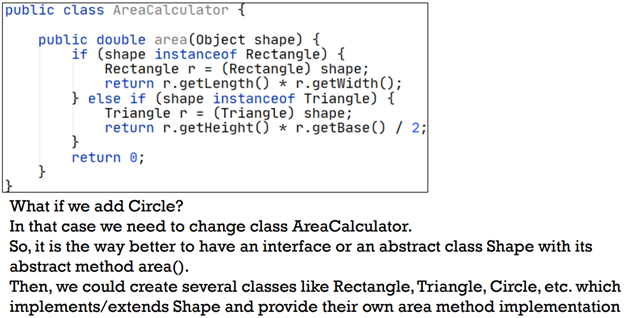 public class AreaCalculator {
public double area(Object shape) {
if (shape instanceof Rectangle) {
Rectangle r = (Rectangle) shape;
return r.getLength() * r.getWidth();
} else if (shape instanceof Triangle) {
Triangle r = (Triangle) shape;
return r.getHeight() * r.getBase() / 2;
}
return 0;
}
}
What if we add Circle?
In that case we need to change class AreaCalculator.
So, it is the way better to have an interface or an abstract class Shape with its
abstract method area().
Then, we could create several classes like Rectangle, Triangle, Circle, etc. which
implements/extends Shape and provide their own area method implementation